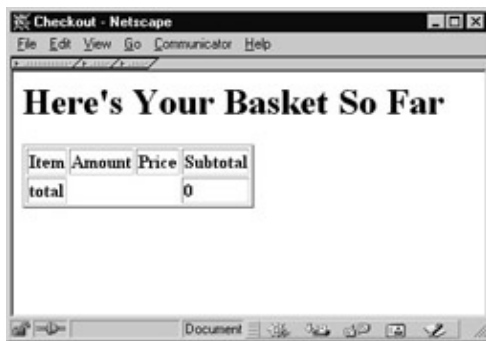 Checkout - Netscape
File Edit View Go Communicator Help
Here's Your Basket So Far
Item Amount Price Subtotal
total 0
Document